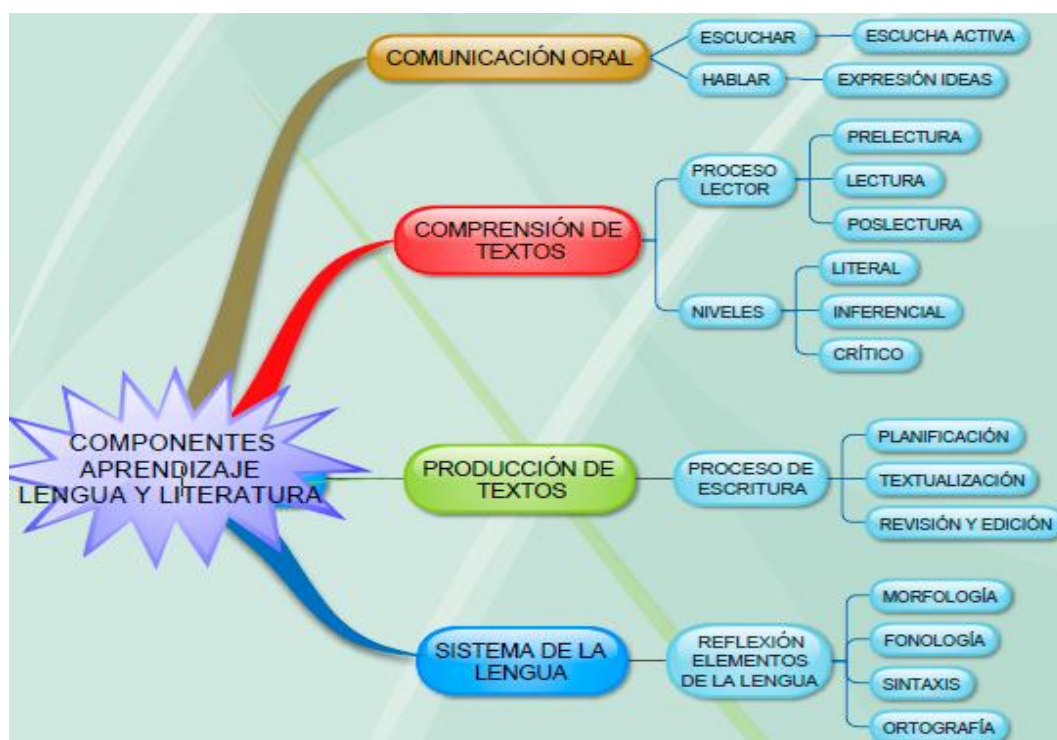 COMUNICACIÓN ORAL
ESCUCHAR
ESCUCHA ACTIVA
HABLAR
EXPRESIÓN IDEAS
COMPRENSIÓN DE
TEXTOS
PROCESO
LECTOR
PRELECTURA
LECTURA
POSLECTURA
NIVELES
LITERAL
INFERENCIAL
CRÍTICO
COMPONENTES
APRENDIZAJE
LENGUA Y LITERATURA
PRODUCCIÓN DE
TEXTOS
PROCESO DE
ESCRITURA
PLANIFICACIÓN
TEXTUALIZACIÓN
REVISIÓN Y EDICIÓN
SISTEMA DE LA
LENGUA
REFLEXIÓN
ELEMENTOS
DE LA LENGUA
MORFOLOGÍA
FONOLOGÍA
SINTAXIS
ORTOGRAFÍA